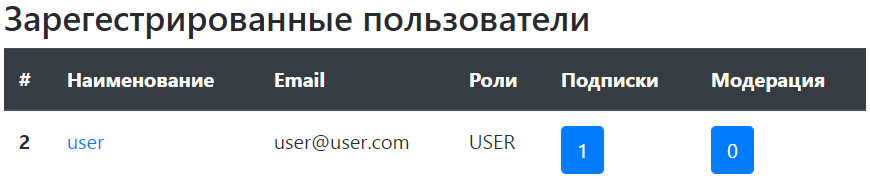 Зарегестрированные пользователи
# Наименование Email Роли Подписки Модерация
2 user user@user.com USER 1 0